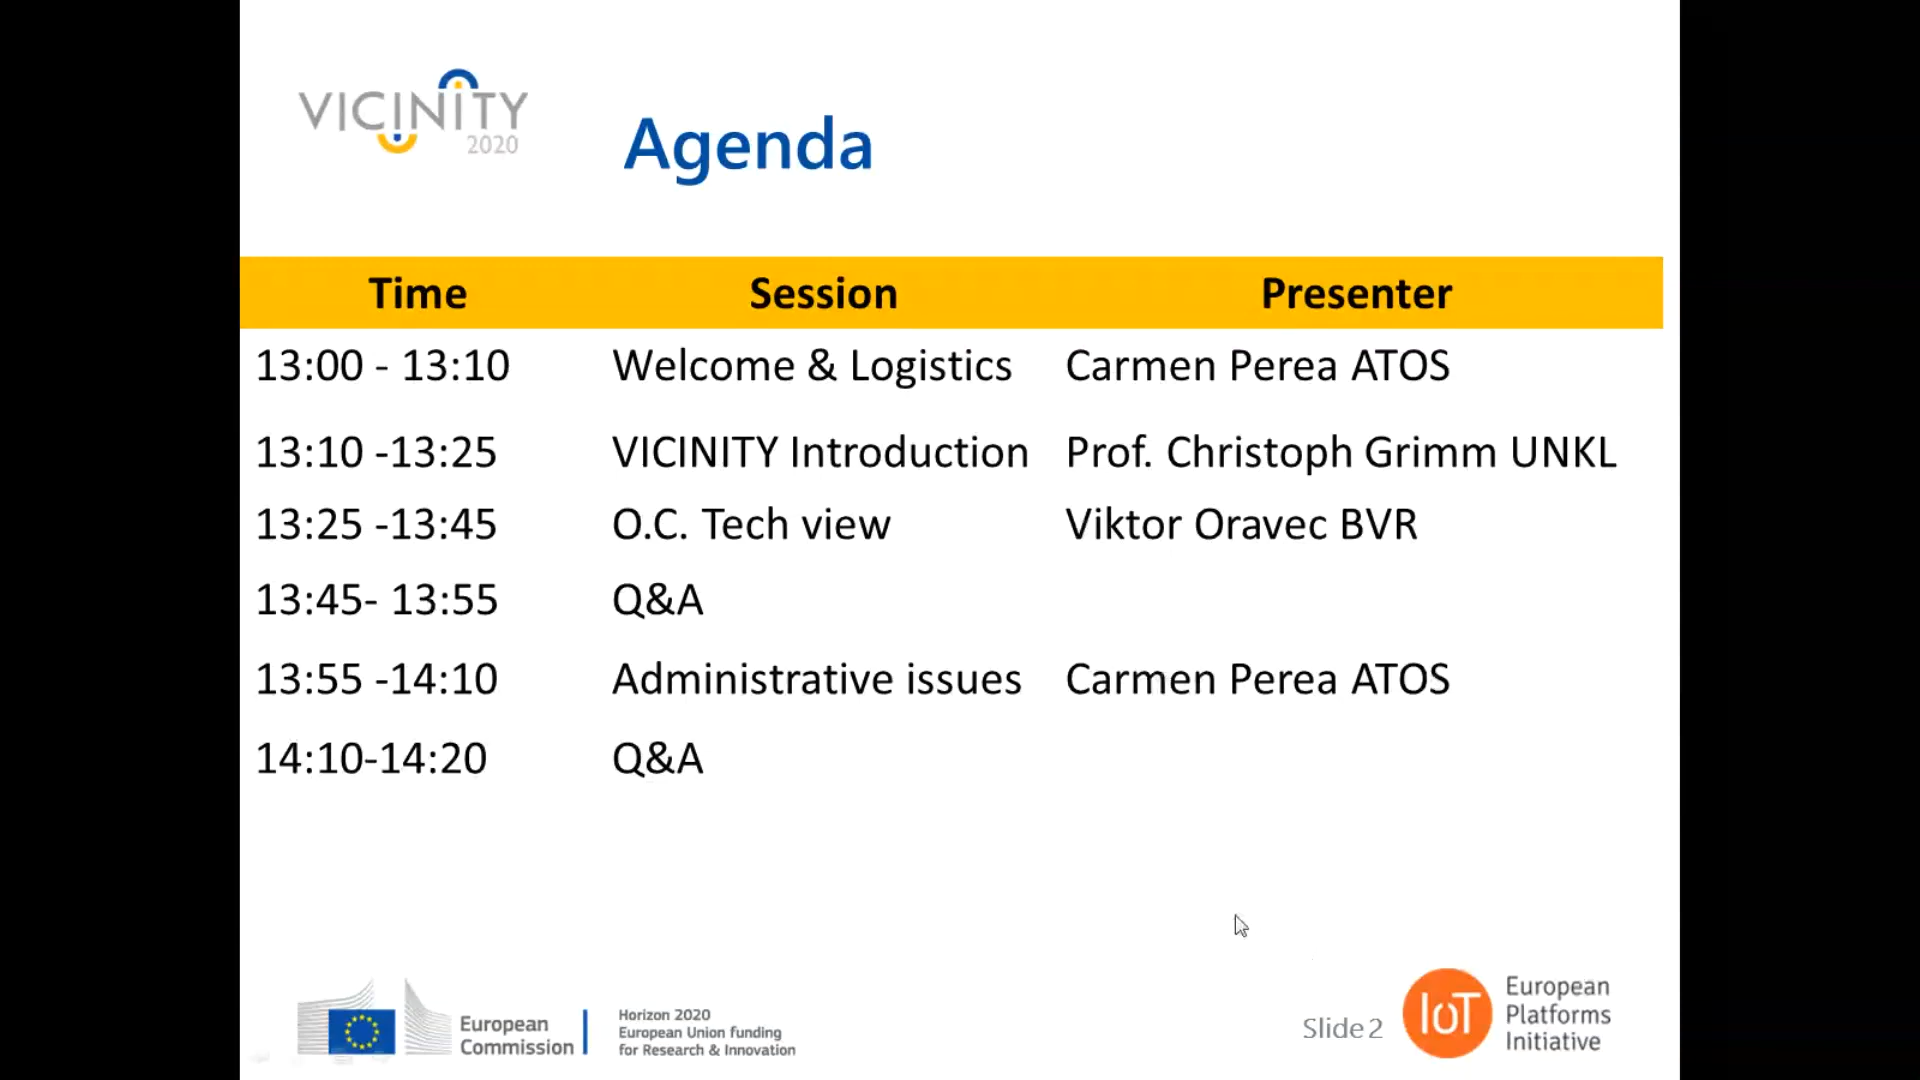 VICINITY
2020
Agenda
Time Session Presenter
13:00 - 13:10 Welcome & Logistics Carmen Perea ATOS
13:10 -13:25 VICINITY Introduction Prof. Christoph Grimm UNKL
13:25 -13:45 O.C. Tech view Viktor Oravec BVR
13:45- 13:55 Q&A
13:55 -14:10 Administrative issues Carmen Perea ATOS
14:10-14:20 Q&A
European
Commission
Horizon 2020
European Union funding
for Research & Innovation
Slide 2
IoT
European
Platforms
Initiative